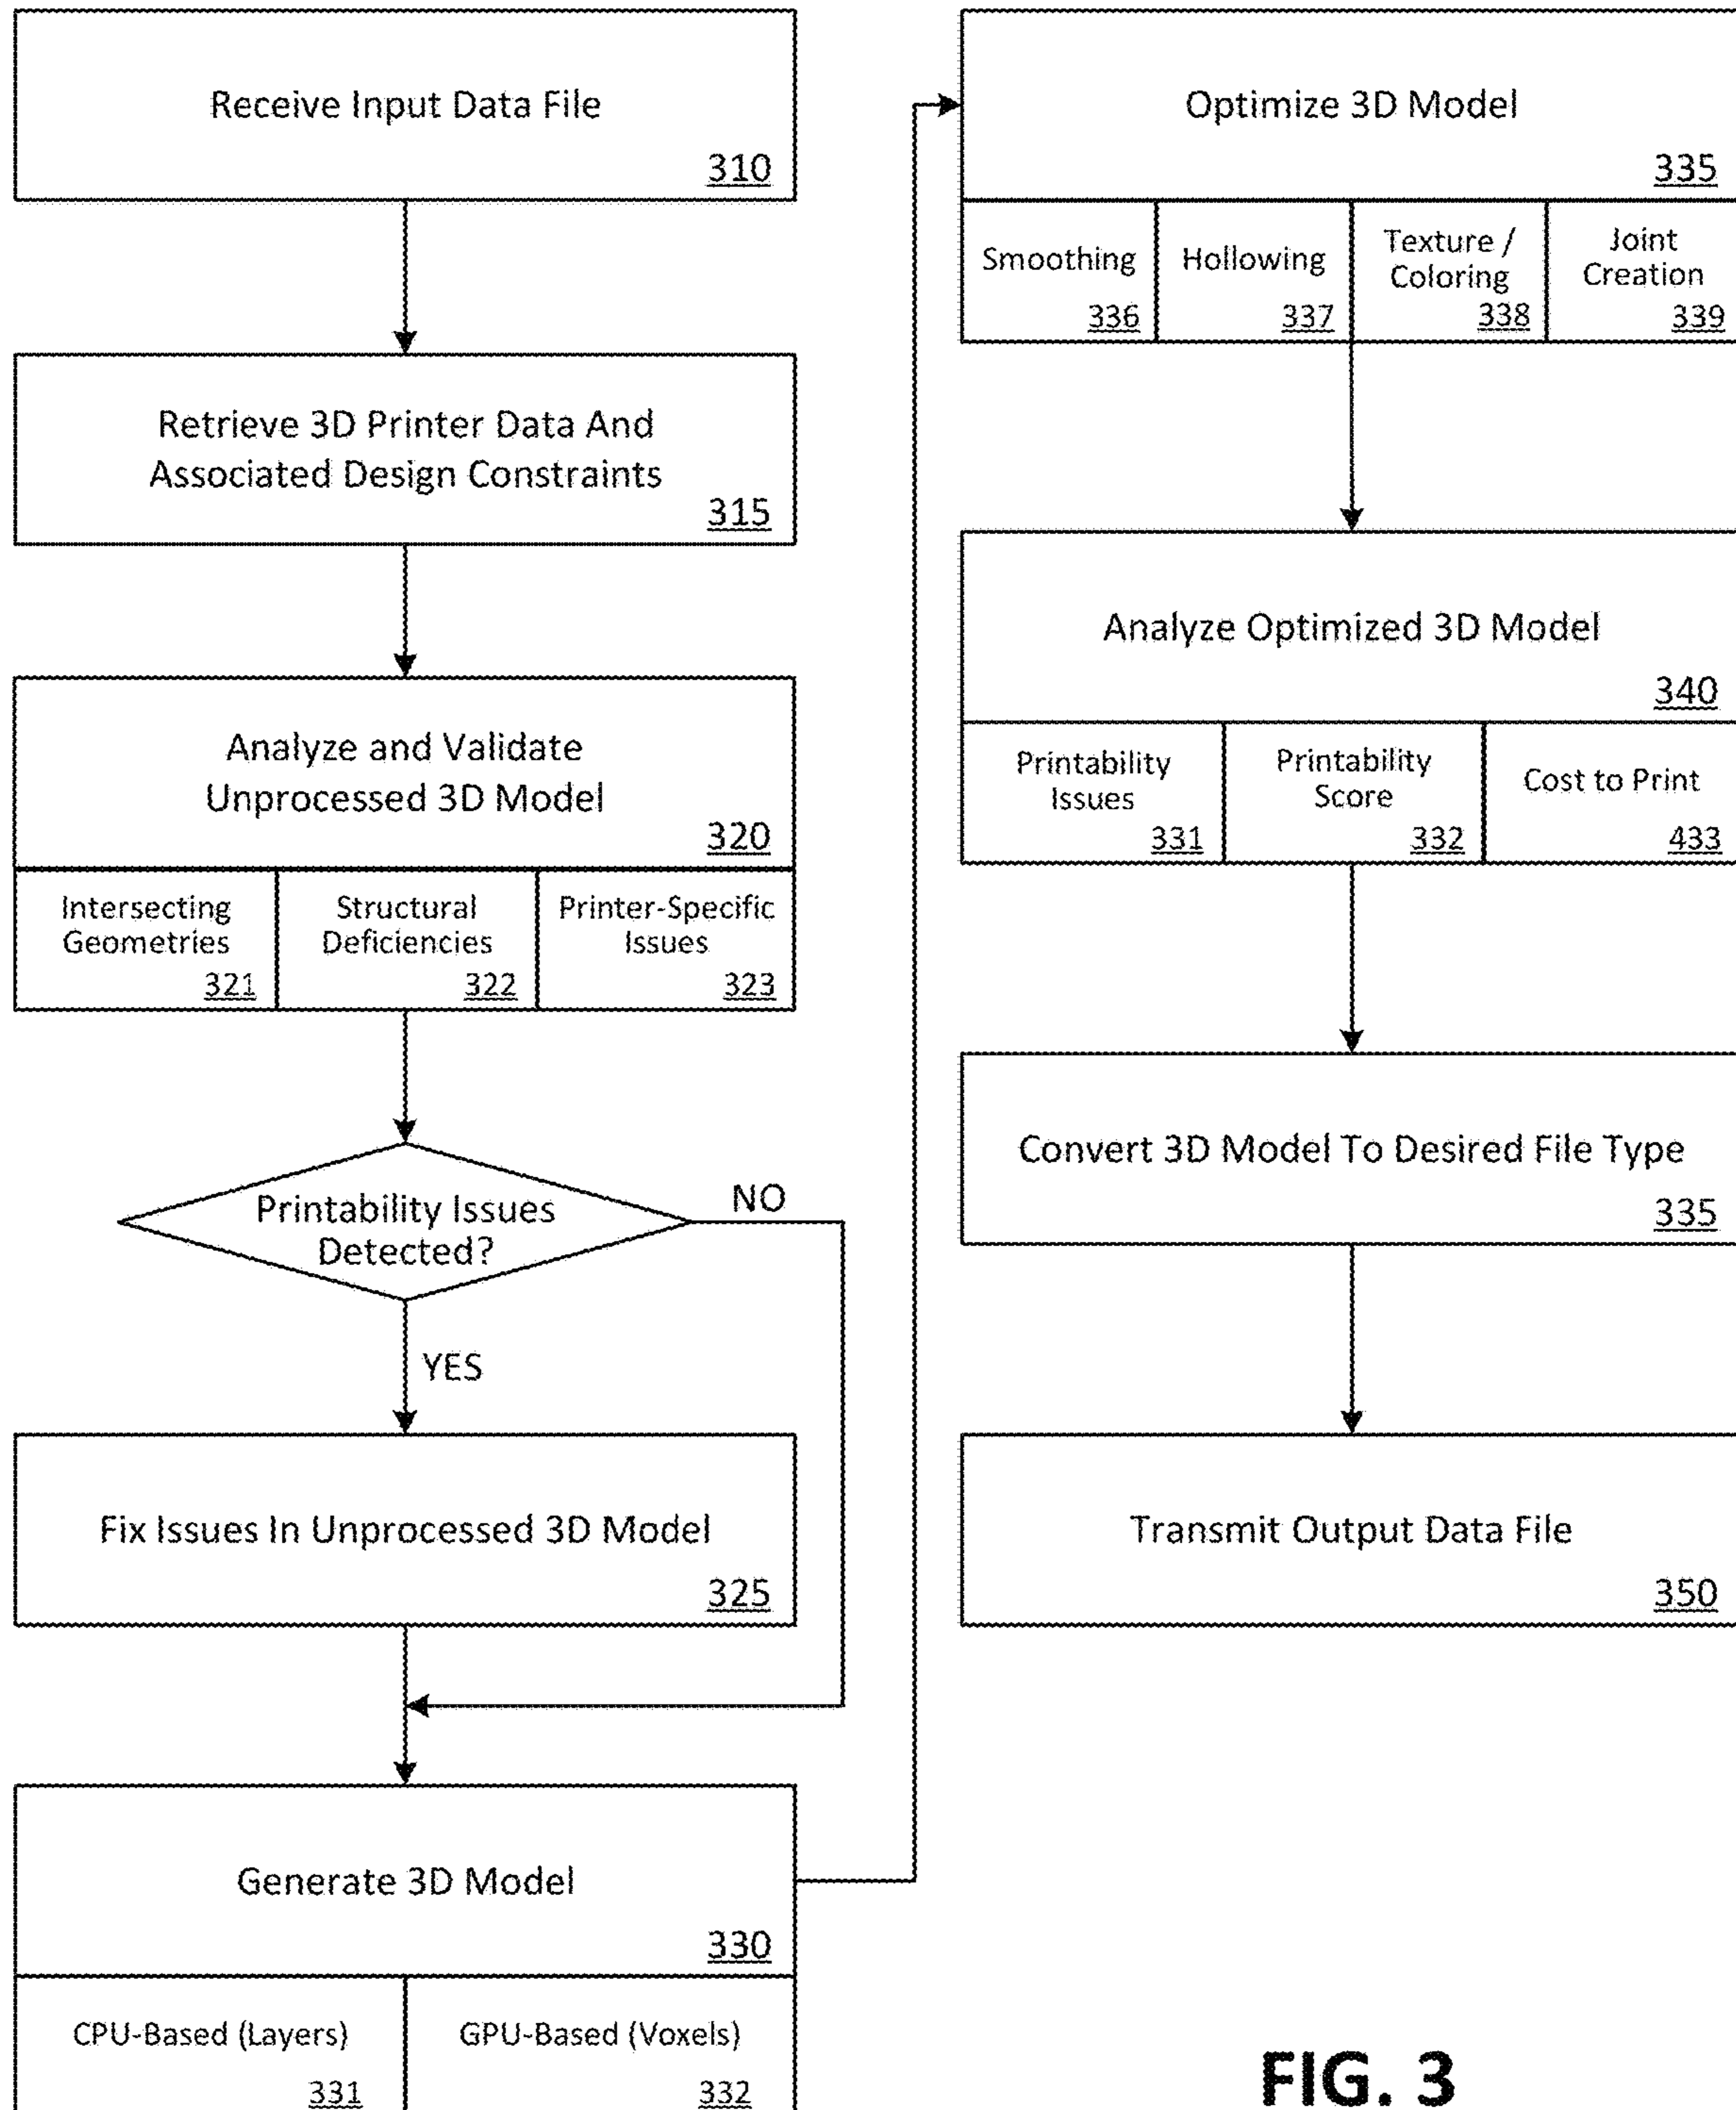 Receive Input Data File
310
Retrieve 3D Printer Data And
Associated Design Constraints
315
Analyze and Validate
Unprocessed 3D Model
320
Intersecting
Geometries
321
Structural
Deficiencies
322
Printer-Specific
Issues
323
Printability Issues
Detected?
NO
YES
Fix Issues In Unprocessed 3D Model
325
Generate 3D Model
330
CPU-Based (Layers)
331
GPU-Based (Voxels)
332
Optimize 3D Model
335
Smoothing
336
Hollowing
337
Texture /
Coloring
338
Joint
Creation
339
Analyze Optimized 3D Model
340
Printability
Issues
331
Printability
Score
332
Cost to Print
433
Convert 3D Model To Desired File Type
335
Transmit Output Data File
350
FIG. 3